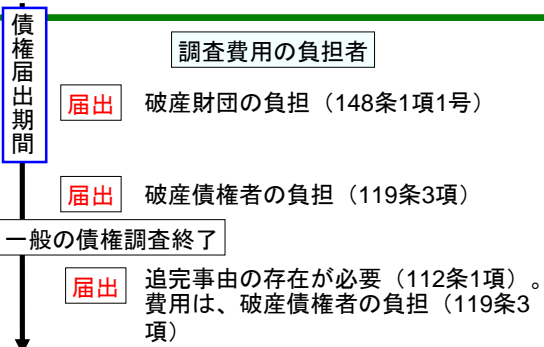 債権届出期間
調査費用の負担者
届出 破産財団の負担（148条1項1号）
届出 破産債権者の負担（119条3項）
一般の債権調査終了
届出 追完事由の存在が必要（112条1項）。
費用は、破産債権者の負担（119条3
項）